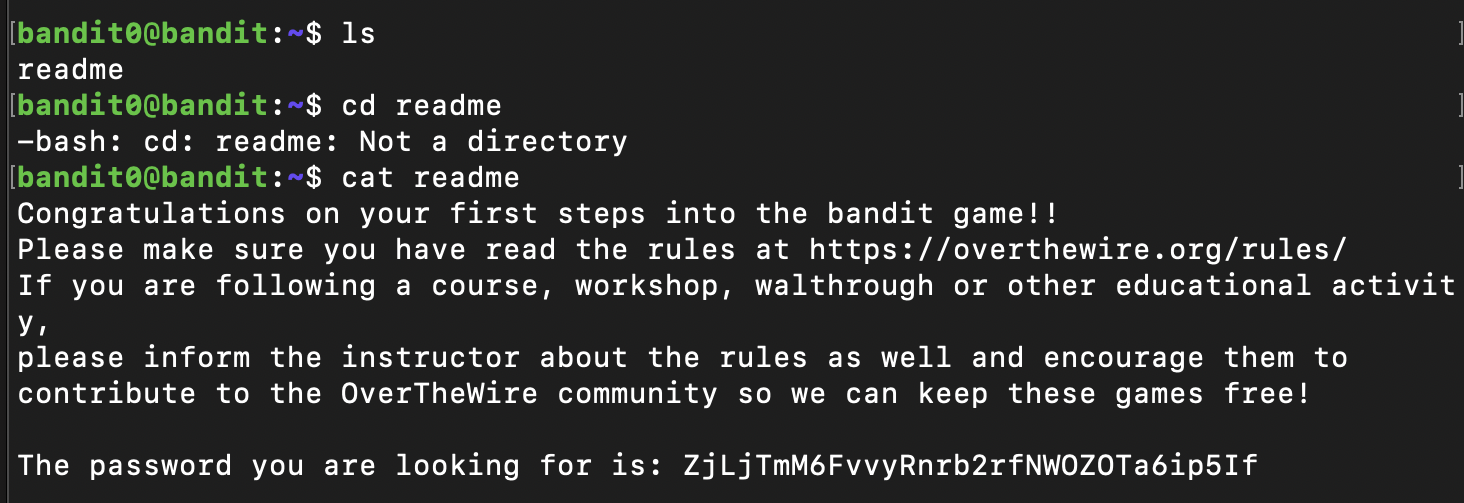 [bandit0@bandit:~$ ls ]
readme
[bandit0@bandit:~$ cd readme ]
-bash: cd: readme: Not a directory
[bandit0@bandit:~$ cat readme ]
Congratulations on your first steps into the bandit game!!
Please make sure you have read the rules at https://overthewire.org/rules/
If you are following a course, workshop, walthrough or other educational activit
y,
please inform the instructor about the rules as well and encourage them to
contribute to the OverTheWire community so we can keep these games free!

The password you are looking for is: ZjLjTmM6FvvyRnrb2rfNWOZOTa6ip5If